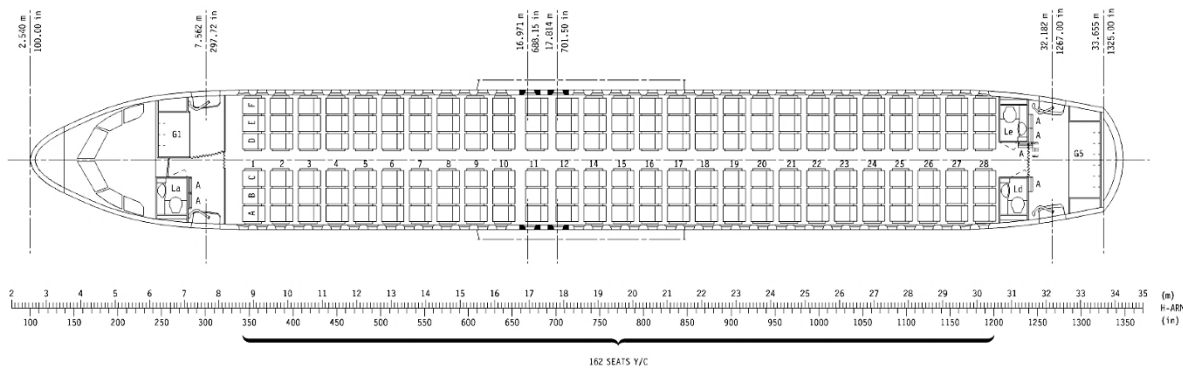 2.540 m
100.00 in
7.562 m
297.72 in
16.971 m
688.15 in
17.814 m
701.50 in
32.182 m
1267.00 in
33.655 m
1325.00 in
G1
F
E
D
Le
A
A
A
G5
1 2 3 4 5 6 7 8 9 10 11 12 14 15 16 17 18 19 20 21 22 23 24 25 26 27 28
La
A
A
C
B
A
Ld
A
2 3 4 5 6 7 8 9 10 11 12 13 14 15 16 17 18 19 20 21 22 23 24 25 26 27 28 29 30 31 32 33 34 35 (m)
H-ARM
100 150 200 250 300 350 400 450 500 550 600 650 700 750 800 850 900 950 1000 1050 1100 1150 1200 1250 1300 1350 (in)
162 SEATS Y/C